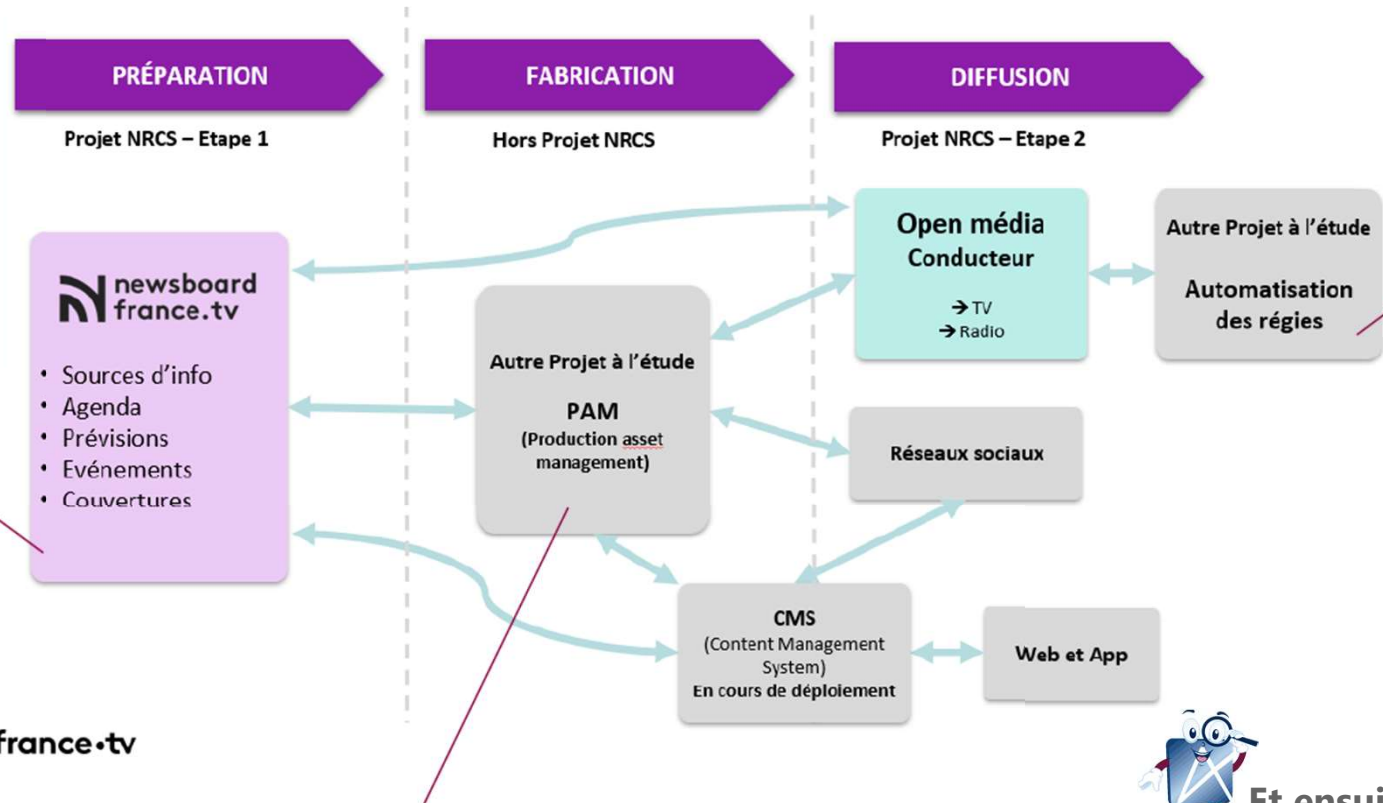 PRÉPARATION
FABRICATION
DIFFUSION
Projet NRCS – Etape 1
Hors Projet NRCS
Projet NRCS – Etape 2
newsboard
france.tv
• Sources d'info
• Agenda
• Prévisions
• Evénements
• Couvertures
Autre Projet à l'étude
PAM
(Production asset
management)
Open média
Conducteur
→ TV
→ Radio
Autre Projet à l'étude
Automatisation
des régies
Réseaux sociaux
CMS
(Content Management
System)
En cours de déploiement
Web et App
france•tv
Et ensui